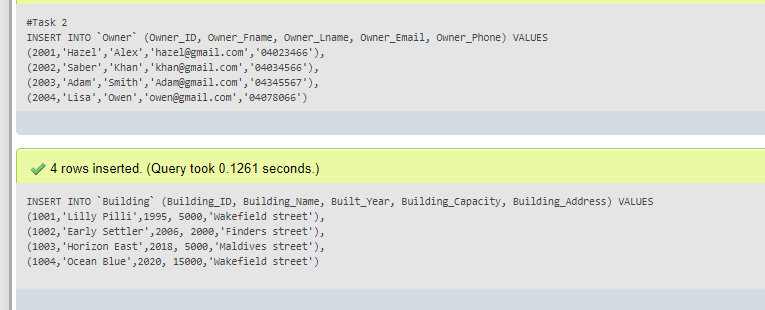 #Task 2
INSERT INTO `Owner` (Owner_ID, Owner_Fname, Owner_Lname, Owner_Email, Owner_Phone) VALUES
(2001,'Hazel','Alex','hazel@gmail.com','04023466'),
(2002,'Saber','Khan','khan@gmail.com','04034566'),
(2003,'Adam','Smith','Adam@gmail.com','04345567'),
(2004,'Lisa','Owen','owen@gmail.com','04078066')
4 rows inserted. (Query took 0.1261 seconds.)
INSERT INTO `Building` (Building_ID, Building_Name, Built_Year, Building_Capacity, Building_Address) VALUES
(1001,'Lilly Pilli',1995, 5000,'Wakefield street'),
(1002,'Early Settler',2006, 2000,'Finders street'),
(1003,'Horizon East',2018, 5000,'Maldives street'),
(1004,'Ocean Blue',2020, 15000,'Wakefield street')